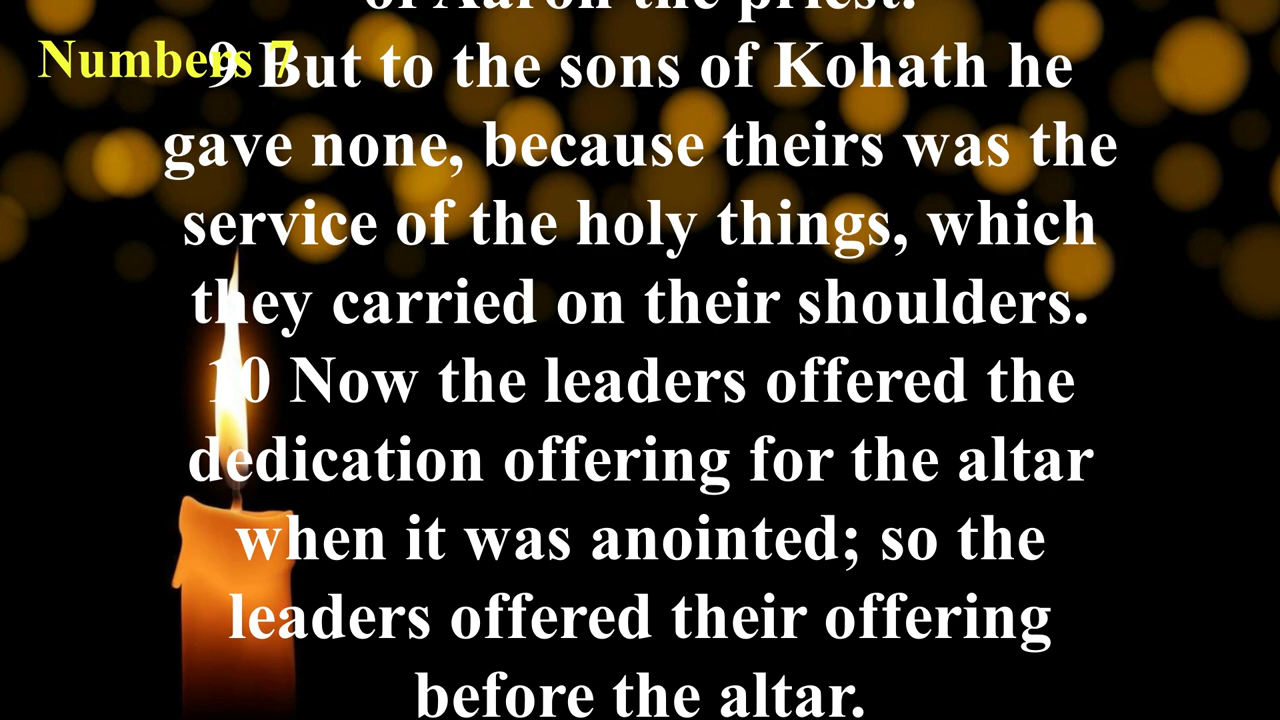 of Aaron the priest.
Numbers 7
9 But to the sons of Kohath he
gave none, because theirs was the
service of the holy things, which
they carried on their shoulders.
10 Now the leaders offered the
dedication offering for the altar
when it was anointed; so the
leaders offered their offering
before the altar.